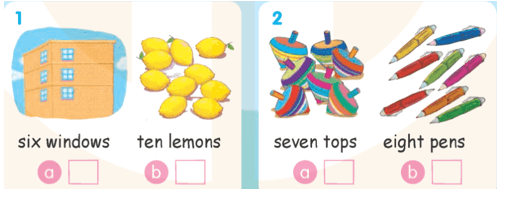 1
2
six windows
ten lemons
seven tops
eight pens
a
b
a
b